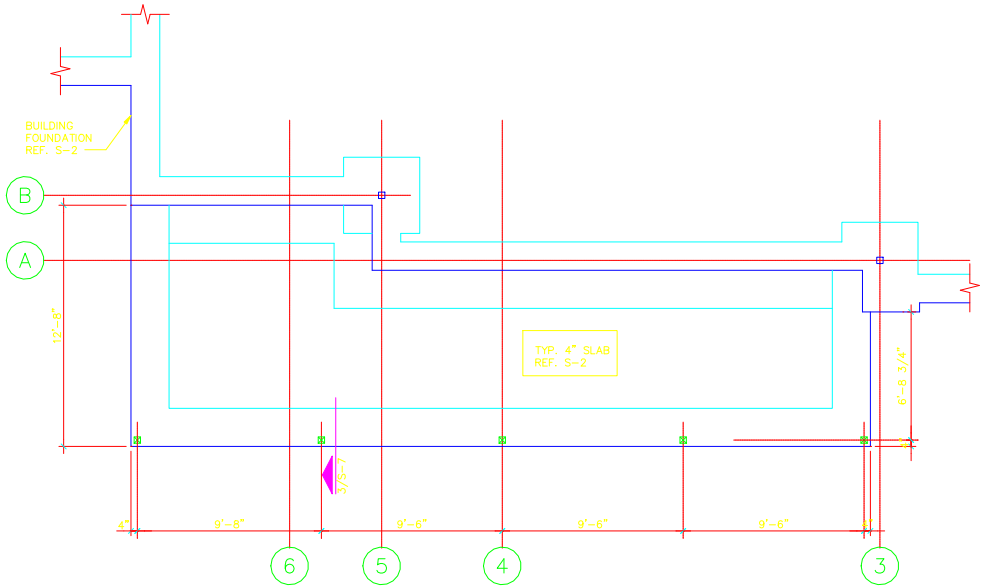 BUILDING
FOUNDATION
REF. S-2
B
A
12'-8"
TYP. 4" SLAB
REF. S-2
6'-8 3/4"
3/S-7
4"
9'-8"
9'-6"
9'-6"
9'-6"
6
5
4
3